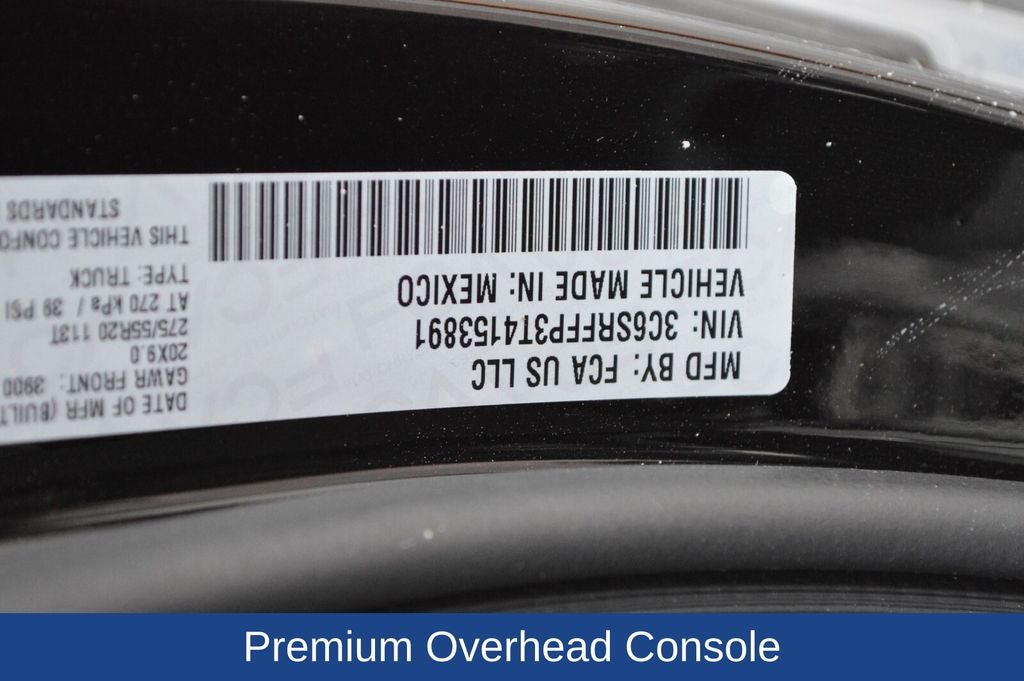 MFD BY: FCA US LLC
VIN: 3C6SRFFP3T4153891
VEHICLE MADE IN: MEXICO
DATE OF MFR (BUILT
GAWR FRONT: 3900
20X9.0
275/55R20 113T
AT 270 kPa / 39 PSI
TYPE: TRUCK
THIS VEHICLE CONFO
STANDARDS
Premium Overhead Console